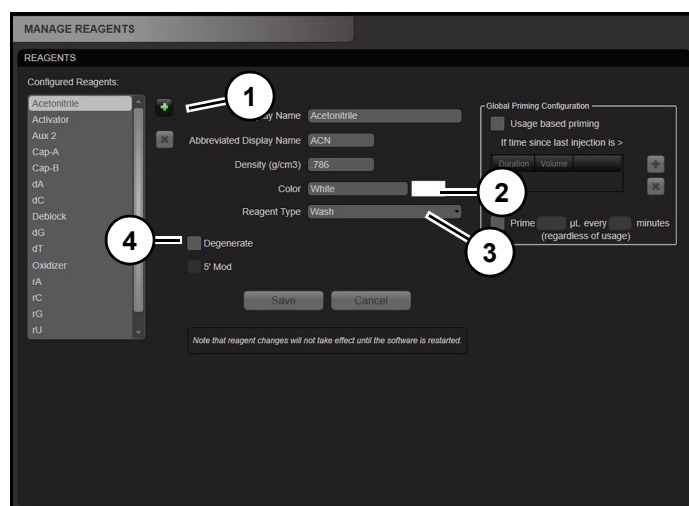 MANAGE REAGENTS
REAGENTS
Configured Reagents:
Acetonitrile
Activator
Aux 2
Cap-A
Cap-B
dA
dC
Deblock
dG
dT
Oxidizer
rA
rC
rG
rU
1
Name Acetonitrile
Abbreviated Display Name ACN
Density (g/cm3) .786
Color White
2
Reagent Type Wash
3
4
Degenerate
5' Mod
Save Cancel
Note that reagent changes will not take effect until the software is restarted.
Global Priming Configuration
Usage based priming
If time since last injection is >
Duration Volume
Prime µL every minutes
(regardless of usage)